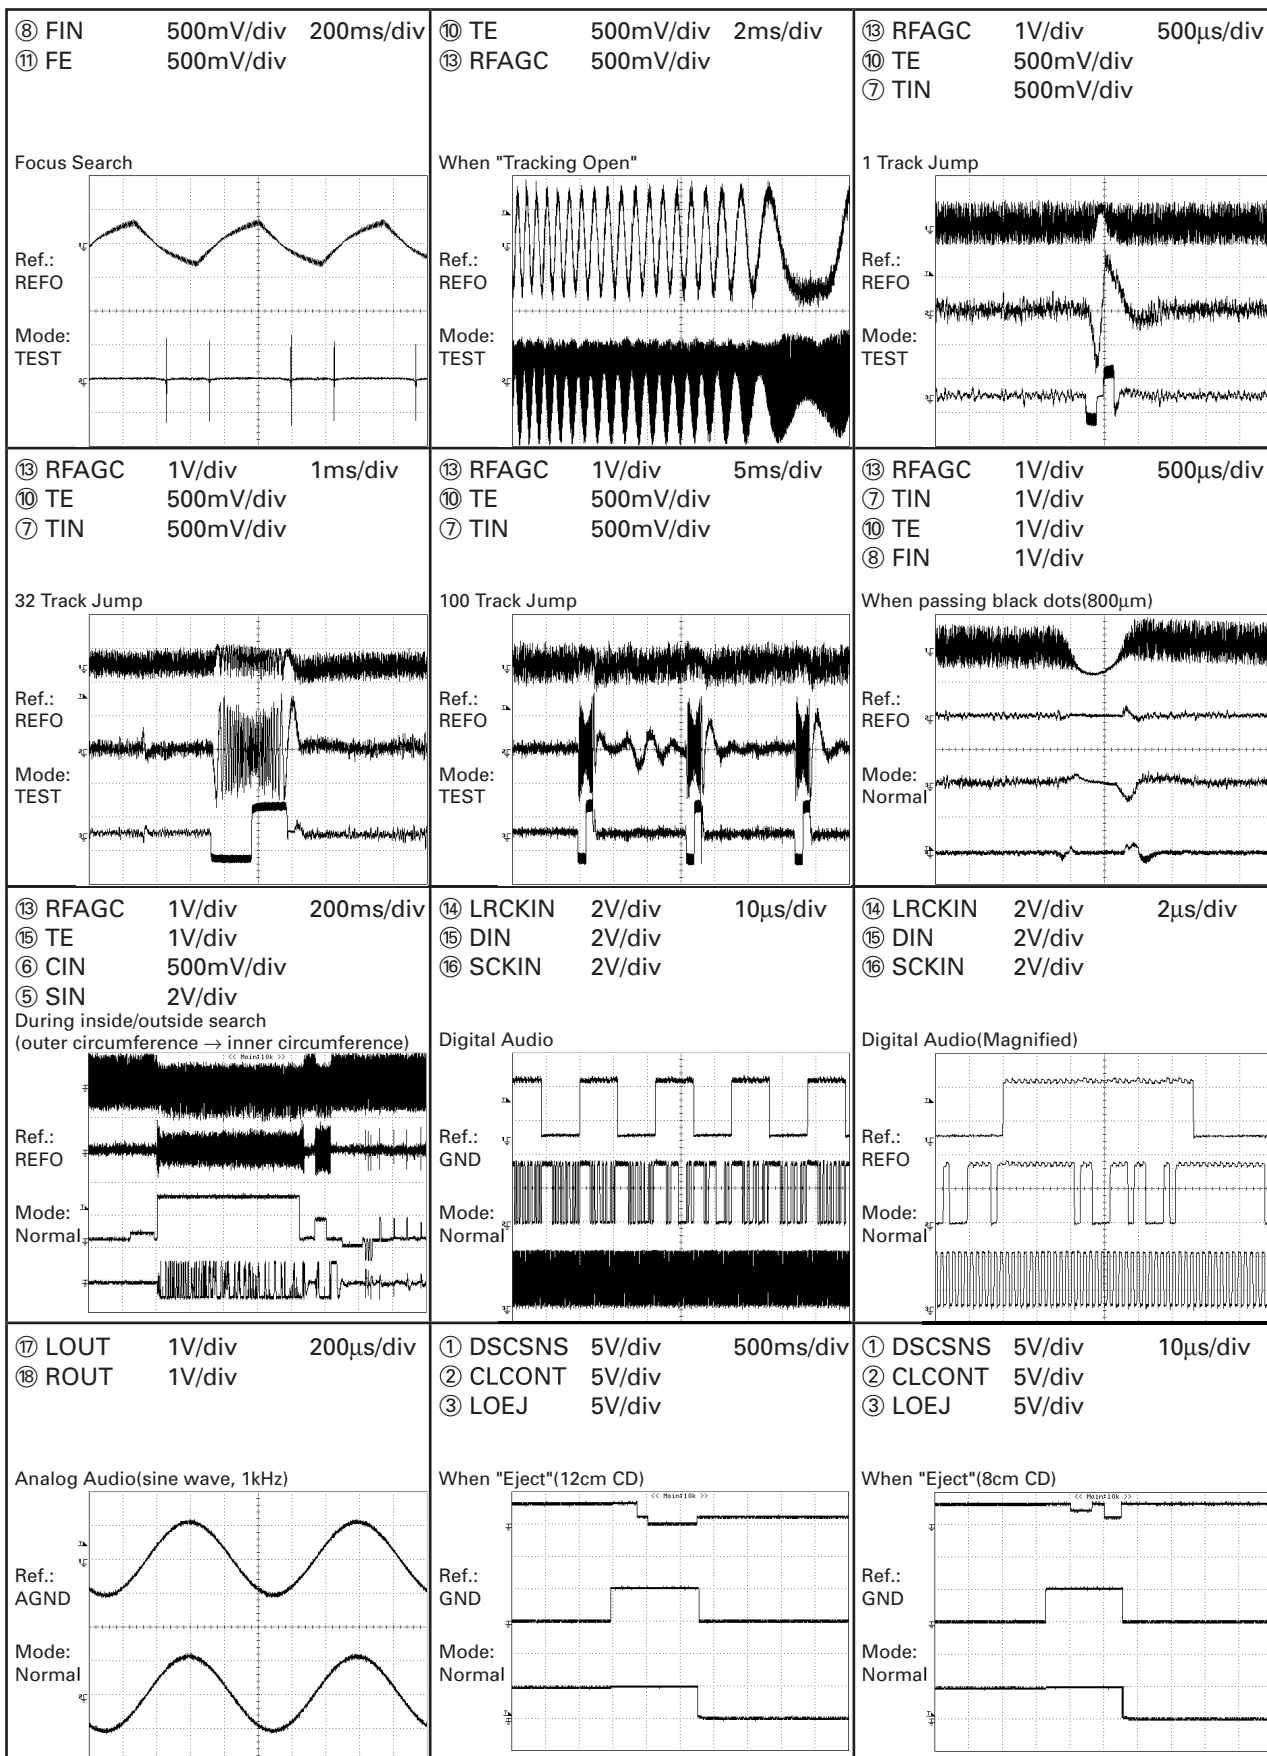 ⑧ FIN 500mV/div 200ms/div
⑪ FE 500mV/div
Focus Search
Ref.:
REFO
Mode:
TEST
⑩ TE 500mV/div 2ms/div
⑬ RFAGC 500mV/div
When "Tracking Open"
Ref.:
REFO
Mode:
TEST
⑬ RFAGC 1V/div 500µs/div
⑩ TE 500mV/div
⑦ TIN 500mV/div
1 Track Jump
Ref.:
REFO
Mode:
TEST
⑬ RFAGC 1V/div 1ms/div
⑩ TE 500mV/div
⑦ TIN 500mV/div
32 Track Jump
Ref.:
REFO
Mode:
TEST
⑬ RFAGC 1V/div 5ms/div
⑩ TE 500mV/div
⑦ TIN 500mV/div
100 Track Jump
Ref.:
REFO
Mode:
TEST
⑬ RFAGC 1V/div 500µs/div
⑦ TIN 1V/div
⑩ TE 1V/div
⑧ FIN 1V/div
When passing black dots(800µm)
Ref.:
REFO
Mode:
Normal
⑬ RFAGC 1V/div 200ms/div
⑮ TE 1V/div
⑥ CIN 500mV/div
⑤ SIN 2V/div
During inside/outside search
(outer circumference → inner circumference)
<< Main:10k >>
Ref.:
REFO
Mode:
Normal
⑭ LRCKIN 2V/div 10µs/div
⑮ DIN 2V/div
⑯ SCKIN 2V/div
Digital Audio
Ref.:
GND
Mode:
Normal
⑭ LRCKIN 2V/div 2µs/div
⑮ DIN 2V/div
⑯ SCKIN 2V/div
Digital Audio(Magnified)
Ref.:
REFO
Mode:
Normal
⑰ LOUT 1V/div 200µs/div
⑱ ROUT 1V/div
Analog Audio(sine wave, 1kHz)
Ref.:
AGND
Mode:
Normal
① DSCSNS 5V/div 500ms/div
② CLCONT 5V/div
③ LOEJ 5V/div
When "Eject"(12cm CD)
<< Main:10k >>
Ref.:
GND
Mode:
Normal
① DSCSNS 5V/div 10µs/div
② CLCONT 5V/div
③ LOEJ 5V/div
When "Eject"(8cm CD)
<< Main:10k >>
Ref.:
GND
Mode:
Normal